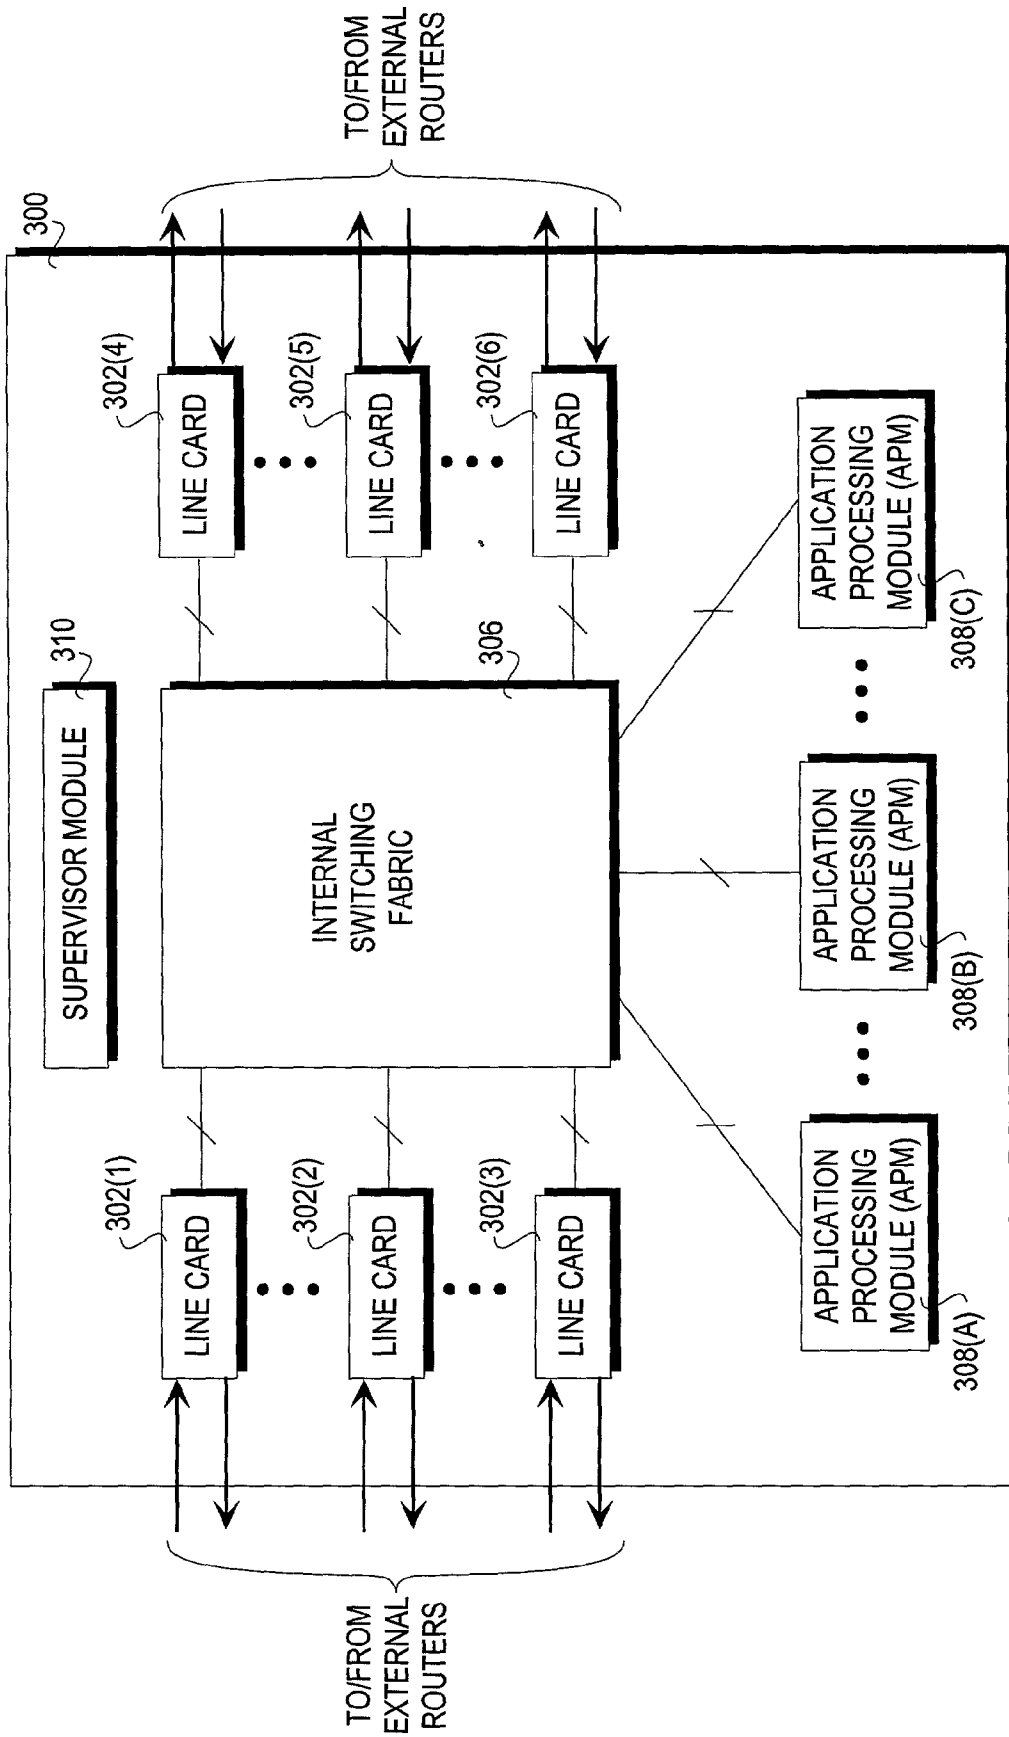 300
SUPERVISOR MODULE
310
TO/FROM
EXTERNAL
ROUTERS
302(1)
LINE CARD
302(2)
LINE CARD
302(3)
LINE CARD
INTERNAL
SWITCHING
FABRIC
306
302(4)
LINE CARD
302(5)
LINE CARD
302(6)
LINE CARD
TO/FROM
EXTERNAL
ROUTERS
APPLICATION
PROCESSING
MODULE (APM)
308(A)
APPLICATION
PROCESSING
MODULE (APM)
308(B)
APPLICATION
PROCESSING
MODULE (APM)
308(C)